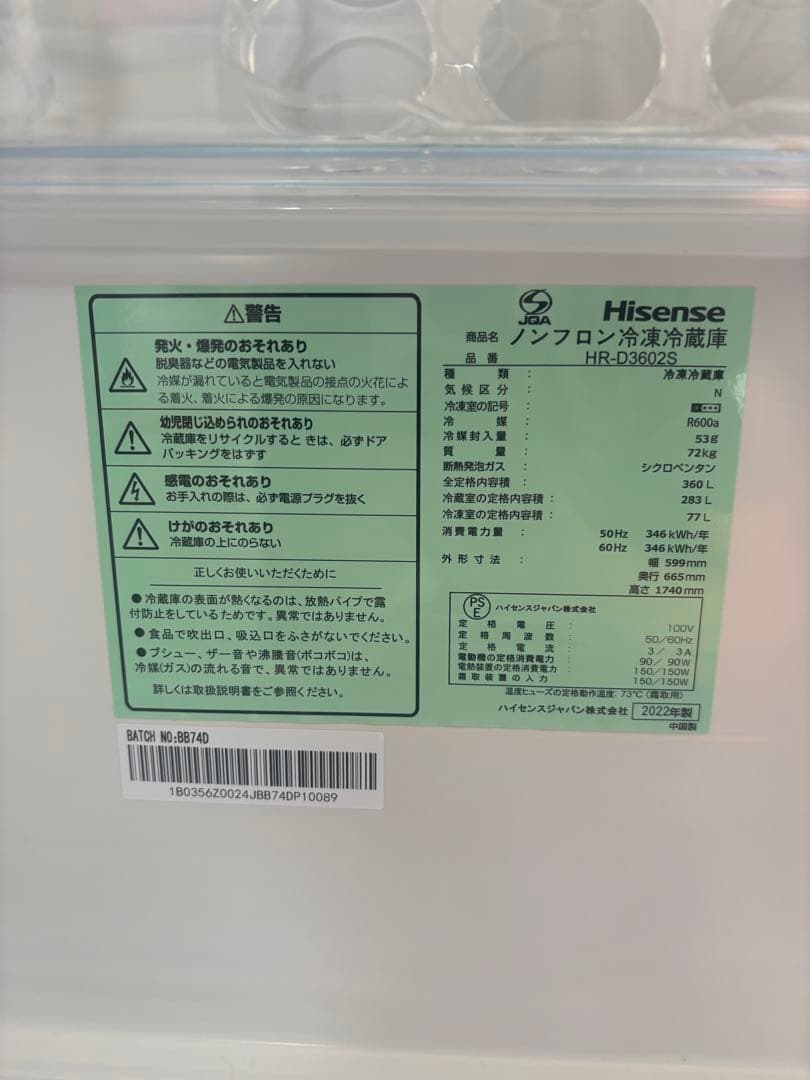 ⚠警告
発火・爆発のおそれあり
脱臭器などの電気製品を入れない
冷媒が漏れていると電気製品の接点の火花によ
る着火、着火による爆発の原因になります。
幼児閉じ込められのおそれあり
冷蔵庫をリサイクルすると きは、必ずドア
パッキングをはずす
感電のおそれあり
お手入れの際は、必ず電源プラグを抜く
けがのおそれあり
冷蔵庫の上にのらない
正しくお使いいただくために
●冷蔵庫の表面が熱くなるのは、放熱パイプで露
付防止をしているためです。異常ではありません。
●食品で吹出口、吸込口をふさがないでください。
●ブシュー、ザー音や沸騰音(ボコボコ)は、
冷媒(ガス)の流れる音で、異常ではありません。
詳しくは取扱説明書をご参照ください。
JQA
Hisense
商品名 ノンフロン冷凍冷蔵庫
品番 HR-D3602S
種類: 冷凍冷蔵庫
気候区分: N
冷凍室の記号:
冷媒: R600a
冷媒封入量: 53g
質量: 72kg
断熱発泡ガス: シクロペンタン
全定格内容積: 360L
冷蔵室の定格内容積: 283L
冷凍室の定格内容積: 77L
消費電力量: 50Hz 346kWh/年
60Hz 346kWh/年
外形寸法: 幅 599mm
奥行 665mm
高さ 1740mm
PSE ハイセンスジャパン株式会社
定格電圧: 100V
定格周波数: 50/60Hz
定格電流: 3/ 3A
電動機の定格消費電力: 90/ 90W
電熱装置の定格消費電力: 150/150W
霜取装置の入力: 150/150W
温度ヒューズの定格動作温度: 73℃(霜取用)
ハイセンスジャパン株式会社 2022年製
中国製
BATCH NO:BB74D
1B0356Z0024JBB74DP10089